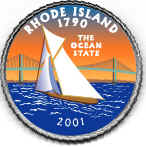 RHODE ISLAND
1790
THE
OCEAN
STATE
2001